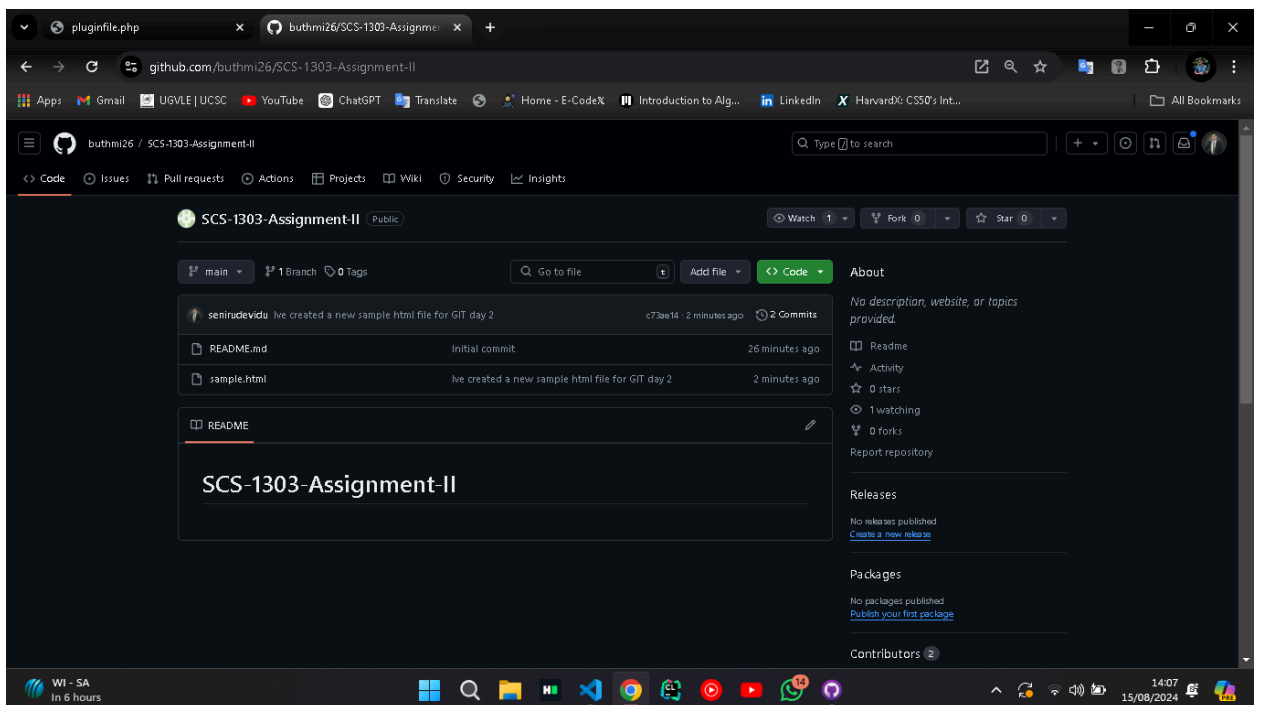 pluginfile.php
buthmi26/SCS-1303-Assignmer
github.com/buthmi26/SCS-1303-Assignment-II
Apps Gmail UGVLE | UCSC YouTube ChatGPT Translate Home - E-CodeX Introduction to Alg... LinkedIn HarvardX: CS50's Int... All Bookmarks
buthmi26 / SCS-1303-Assignment-II
Type / to search
Code Issues Pull requests Actions Projects Wiki Security Insights
SCS-1303-Assignment-II Public
Watch 1 Fork 0 Star 0
main 1 Branch 0 Tags Go to file t Add file Code
About
No description, website, or topics
provided.
senirudevidu Ive created a new sample html file for GIT day 2 c73ae14 · 2 minutes ago 2 Commits
README.md Initial commit 26 minutes ago
sample.html Ive created a new sample html file for GIT day 2 2 minutes ago
README
SCS-1303-Assignment-II
Readme
Activity
0 stars
1 watching
0 forks
Report repository
Releases
No releases published
Create a new release
Packages
No packages published
Publish your first package
Contributors 2
WI - SA
In 6 hours
14
14:07
15/08/2024